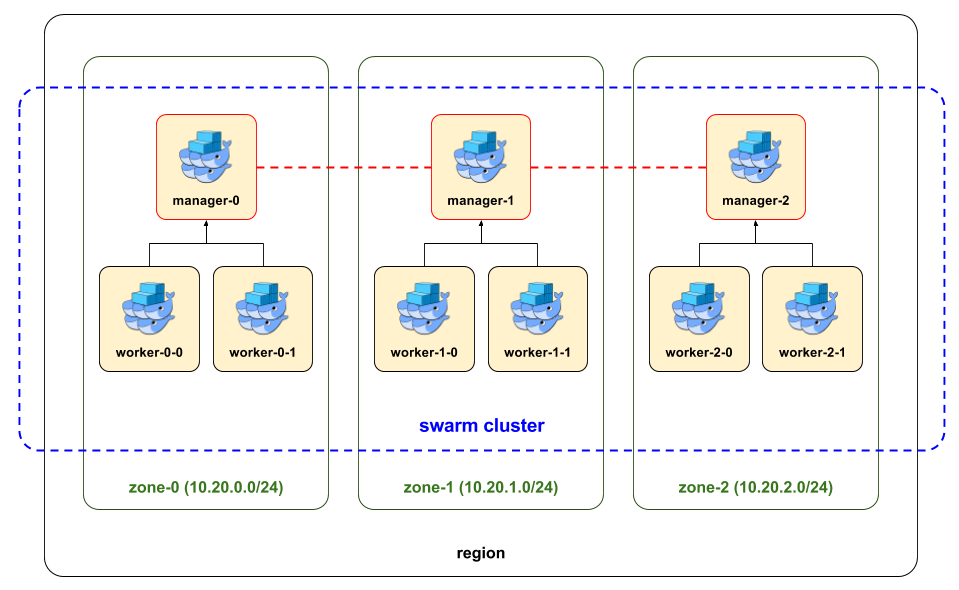 manager-0
manager-1
manager-2
worker-0-0
worker-0-1
worker-1-0
worker-1-1
worker-2-0
worker-2-1
swarm cluster
zone-0 (10.20.0.0/24)
zone-1 (10.20.1.0/24)
zone-2 (10.20.2.0/24)
region